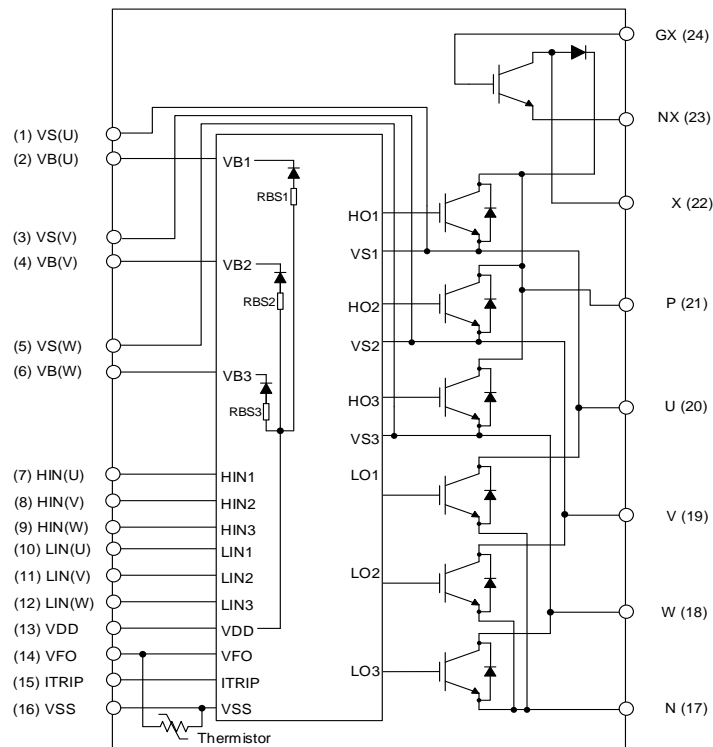 GX (24)
NX (23)
(1) VS(U)
(2) VB(U)
VB1
RBS1
X (22)
HO1
(3) VS(V)
VS1
(4) VB(V)
VB2
RBS2
HO2
P (21)
(5) VS(W)
VS2
(6) VB(W)
VB3
RBS3
HO3
U (20)
VS3
(7) HIN(U)
HIN1
LO1
(8) HIN(V)
HIN2
V (19)
(9) HIN(W)
HIN3
(10) LIN(U)
LIN1
(11) LIN(V)
LIN2
LO2
(12) LIN(W)
LIN3
W (18)
(13) VDD
VDD
(14) VFO
VFO
LO3
(15) ITRIP
ITRIP
(16) VSS
VSS
N (17)
Thermistor